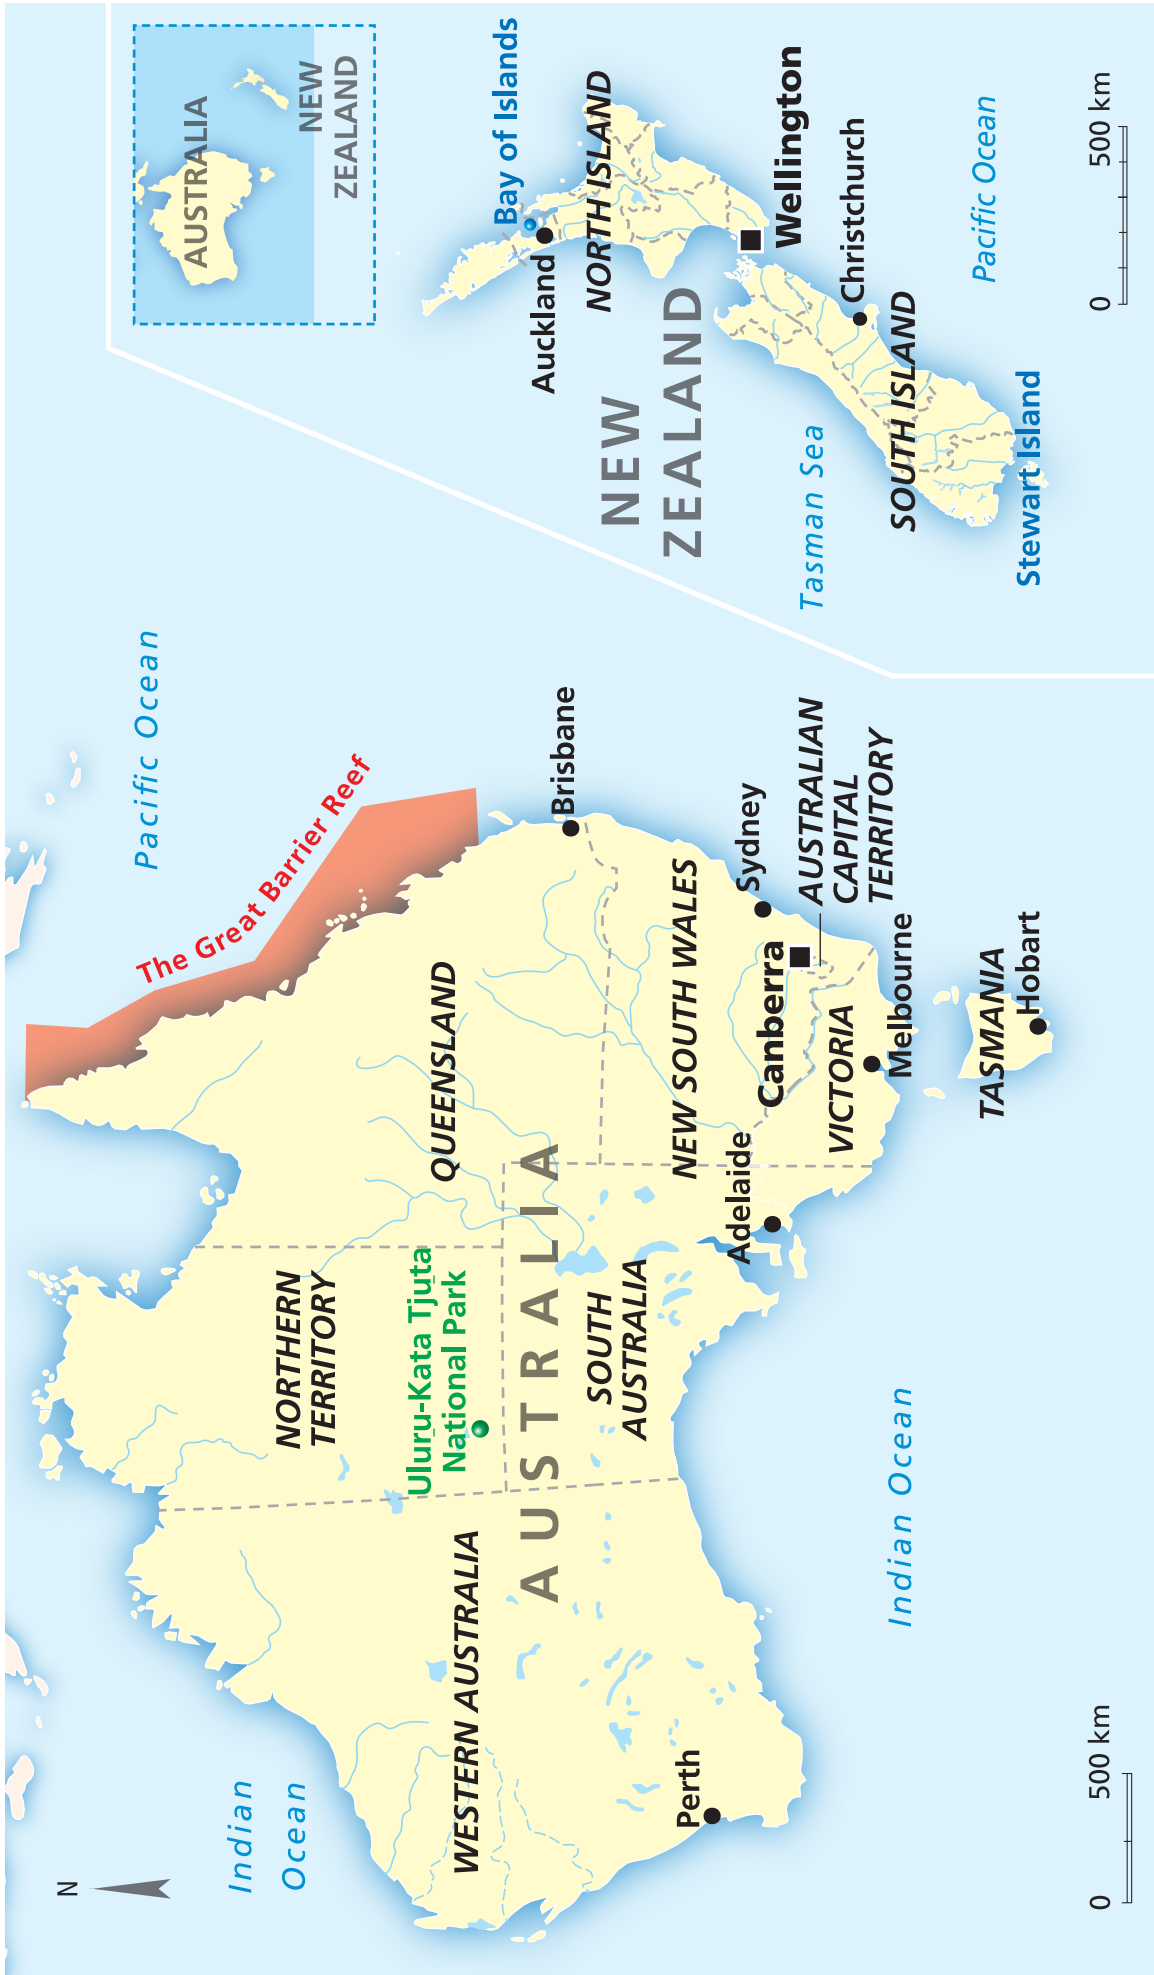 N
Indian
Ocean
Pacific Ocean
The Great Barrier Reef
NORTHERN
TERRITORY
Uluru-Kata Tjuta
National Park
QUEENSLAND
WESTERN AUSTRALIA
AUSTRALIA
SOUTH
AUSTRALIA
Brisbane
NEW SOUTH WALES
Perth
Adelaide
Sydney
Canberra
AUSTRALIAN
CAPITAL
TERRITORY
VICTORIA
Melbourne
Indian Ocean
TASMANIA
Hobart
0 500 km
AUSTRALIA
NEW
ZEALAND
Bay of Islands
Auckland
NORTH ISLAND
NEW
ZEALAND
Wellington
Tasman Sea
Christchurch
SOUTH ISLAND
Pacific Ocean
Stewart Island
0 500 km